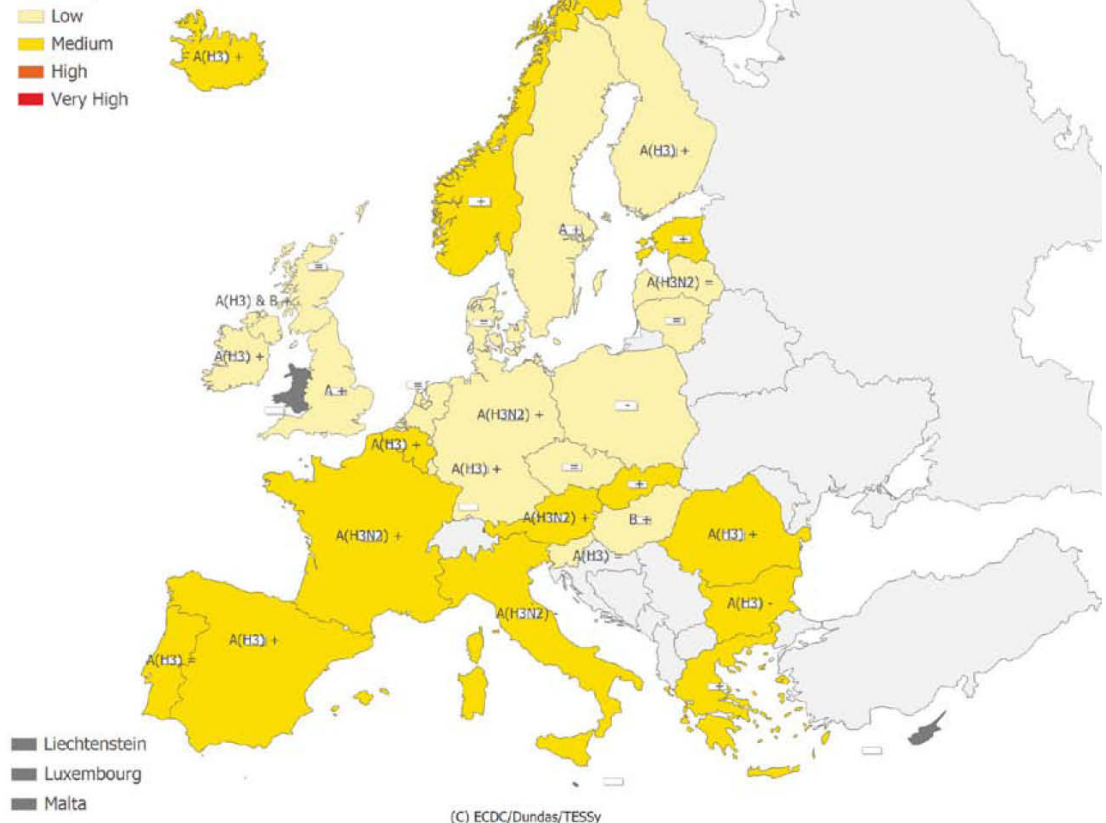 Low
Medium
High
Very High
A(H3) +
A(H3) +
+
A +
+
A(H3N2) =
=
=
A(H3) & B +
=
A(H3) +
A +
=
A(H3N2) +
-
A(H3) +
A(H3) +
=
+
A(H3N2) +
A(H3N2) +
B +
A(H3) =
A(H3) +
A(H3) -
A(H3N2) -
A(H3) +
A(H3) =
+
Liechtenstein
Luxembourg
Malta
(C) ECDC/Dundas/TESSy